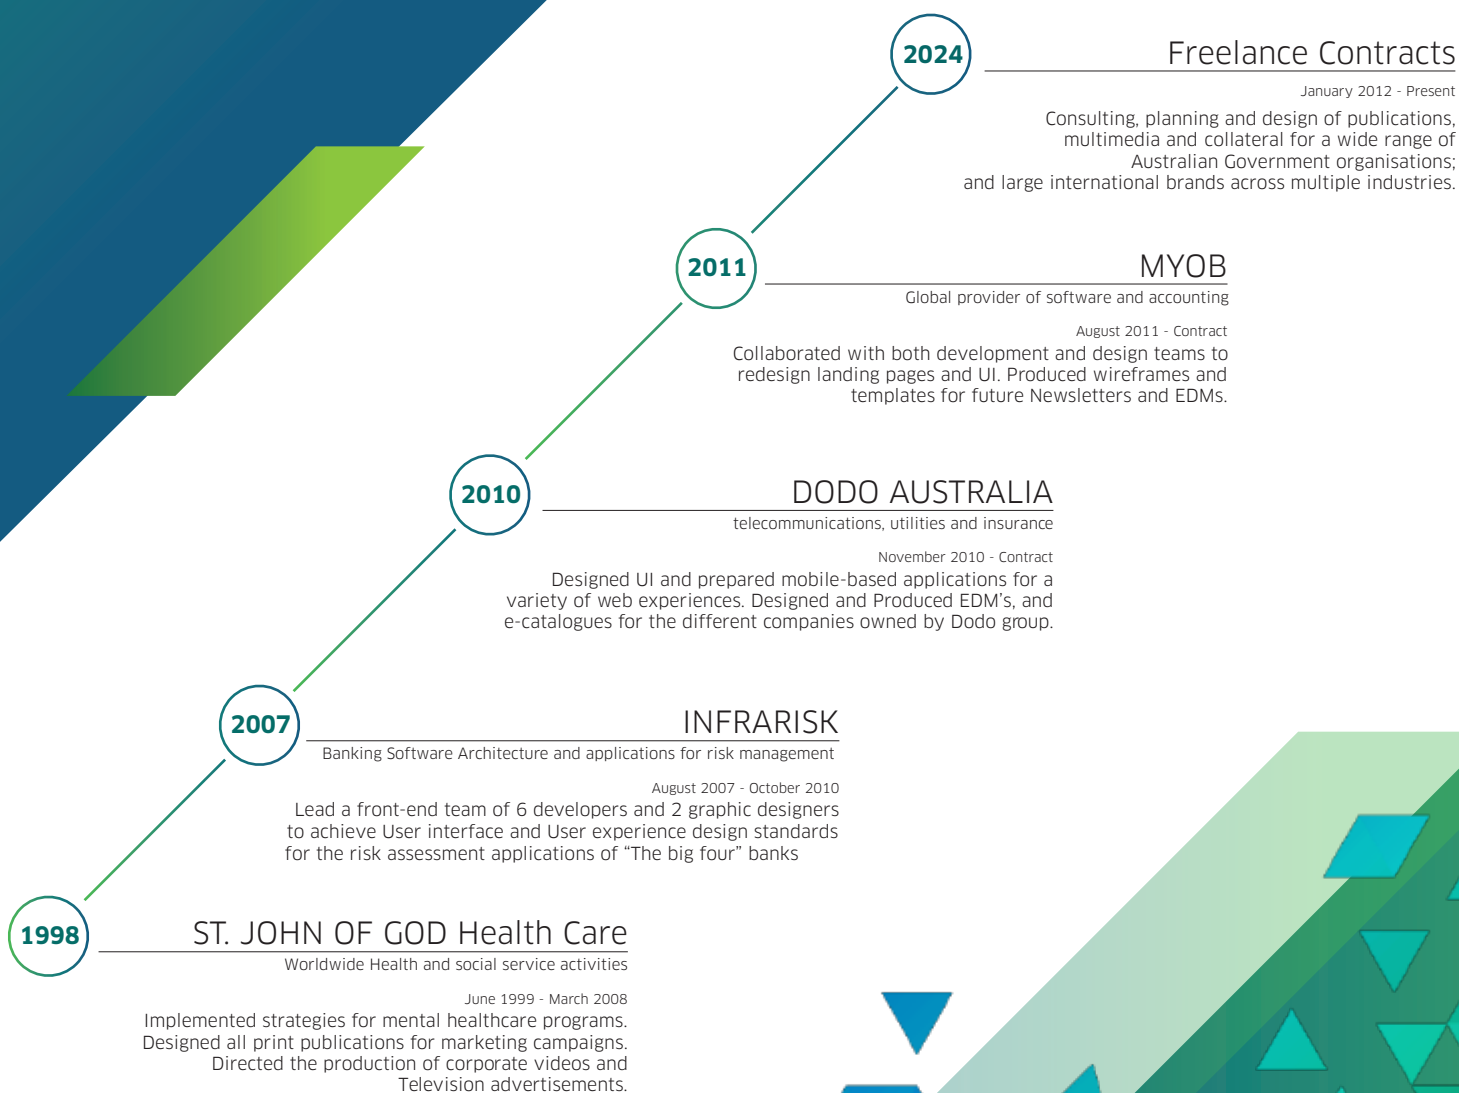 2024
Freelance Contracts
January 2012 - Present
Consulting, planning and design of publications,
multimedia and collateral for a wide range of
Australian Government organisations;
and large international brands across multiple industries.
2011
MYOB
Global provider of software and accounting
August 2011 - Contract
Collaborated with both development and design teams to
redesign landing pages and UI. Produced wireframes and
templates for future Newsletters and EDMs.
2010
DODO AUSTRALIA
telecommunications, utilities and insurance
November 2010 - Contract
Designed UI and prepared mobile-based applications for a
variety of web experiences. Designed and Produced EDM’s, and
e-catalogues for the different companies owned by Dodo group.
2007
INFRARISK
Banking Software Architecture and applications for risk management
August 2007 - October 2010
Lead a front-end team of 6 developers and 2 graphic designers
to achieve User interface and User experience design standards
for the risk assessment applications of “The big four” banks
1998
ST. JOHN OF GOD Health Care
Worldwide Health and social service activities
June 1999 - March 2008
Implemented strategies for mental healthcare programs.
Designed all print publications for marketing campaigns.
Directed the production of corporate videos and
Television advertisements.